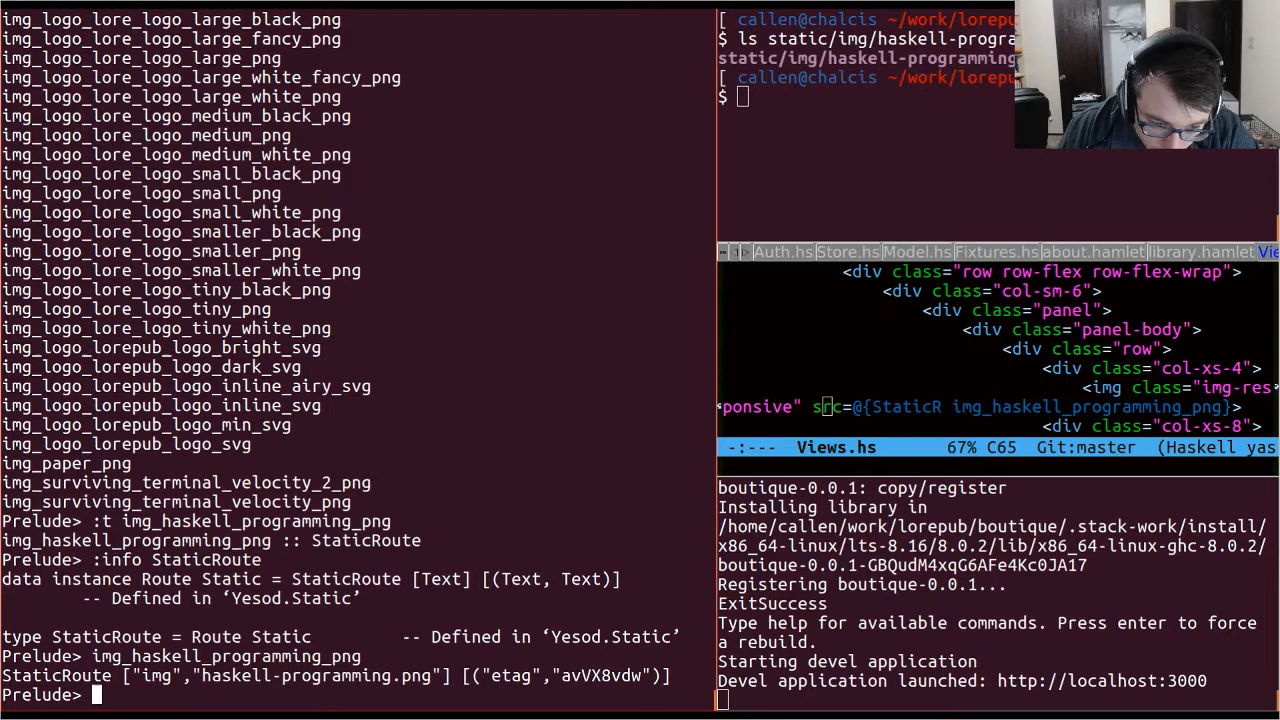 img_logo_lore_logo_large_black_png
img_logo_lore_logo_large_fancy_png
img_logo_lore_logo_large_png
img_logo_lore_logo_large_white_fancy_png
img_logo_lore_logo_large_white_png
img_logo_lore_logo_medium_black_png
img_logo_lore_logo_medium_png
img_logo_lore_logo_medium_white_png
img_logo_lore_logo_small_black_png
img_logo_lore_logo_small_png
img_logo_lore_logo_small_white_png
img_logo_lore_logo_smaller_black_png
img_logo_lore_logo_smaller_png
img_logo_lore_logo_smaller_white_png
img_logo_lore_logo_tiny_black_png
img_logo_lore_logo_tiny_png
img_logo_lore_logo_tiny_white_png
img_logo_lorepub_logo_bright_svg
img_logo_lorepub_logo_dark_svg
img_logo_lorepub_logo_inline_airy_svg
img_logo_lorepub_logo_inline_svg
img_logo_lorepub_logo_min_svg
img_logo_lorepub_logo_svg
img_paper_png
img_surviving_terminal_velocity_2_png
img_surviving_terminal_velocity_png
Prelude> :t img_haskell_programming_png
img_haskell_programming_png :: StaticRoute
Prelude> :info StaticRoute
data instance Route Static = StaticRoute [Text] [(Text, Text)]
-- Defined in ‘Yesod.Static’
type StaticRoute = Route Static -- Defined in ‘Yesod.Static’
Prelude> img_haskell_programming_png
StaticRoute ["img","haskell-programming.png"] [("etag","avVX8vdw")]
Prelude>
[ callen@chalcis ~/work/lorepub
$ ls static/img/haskell-progra
static/img/haskell-programming
[ callen@chalcis ~/work/lorepu
$
Auth.hs Store.hs Model.hs Fixtures.hs about.hamlet library.hamlet Vie
<div class="row row-flex row-flex-wrap">
<div class="col-sm-6">
<div class="panel">
<div class="panel-body">
<div class="row">
<div class="col-xs-4">
<img class="img-res
ponsive" src=@{StaticR img_haskell_programming_png}>
<div class="col-xs-8">
-:--- Views.hs 67% C65 Git:master (Haskell yas
boutique-0.0.1: copy/register
Installing library in
/home/callen/work/lorepub/boutique/.stack-work/install/
x86_64-linux/lts-8.16/8.0.2/lib/x86_64-linux-ghc-8.0.2/
boutique-0.0.1-GBQudM4xqG6AFe4Kc0JA17
Registering boutique-0.0.1...
ExitSuccess
Type help for available commands. Press enter to force
a rebuild.
Starting devel application
Devel application launched: http://localhost:3000